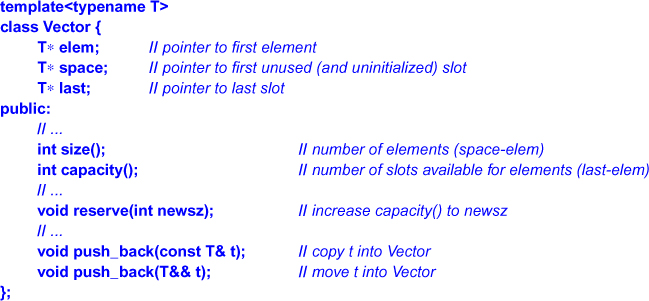 template<typename T>
class Vector {
T∗ elem; // pointer to first element
T∗ space; // pointer to first unused (and uninitialized) slot
T∗ last; // pointer to last slot
public:
// ...
int size(); // number of elements (space-elem)
int capacity(); // number of slots available for elements (last-elem)
// ...
void reserve(int newsz); // increase capacity() to newsz
// ...
void push_back(const T& t); // copy t into Vector
void push_back(T&& t); // move t into Vector
};